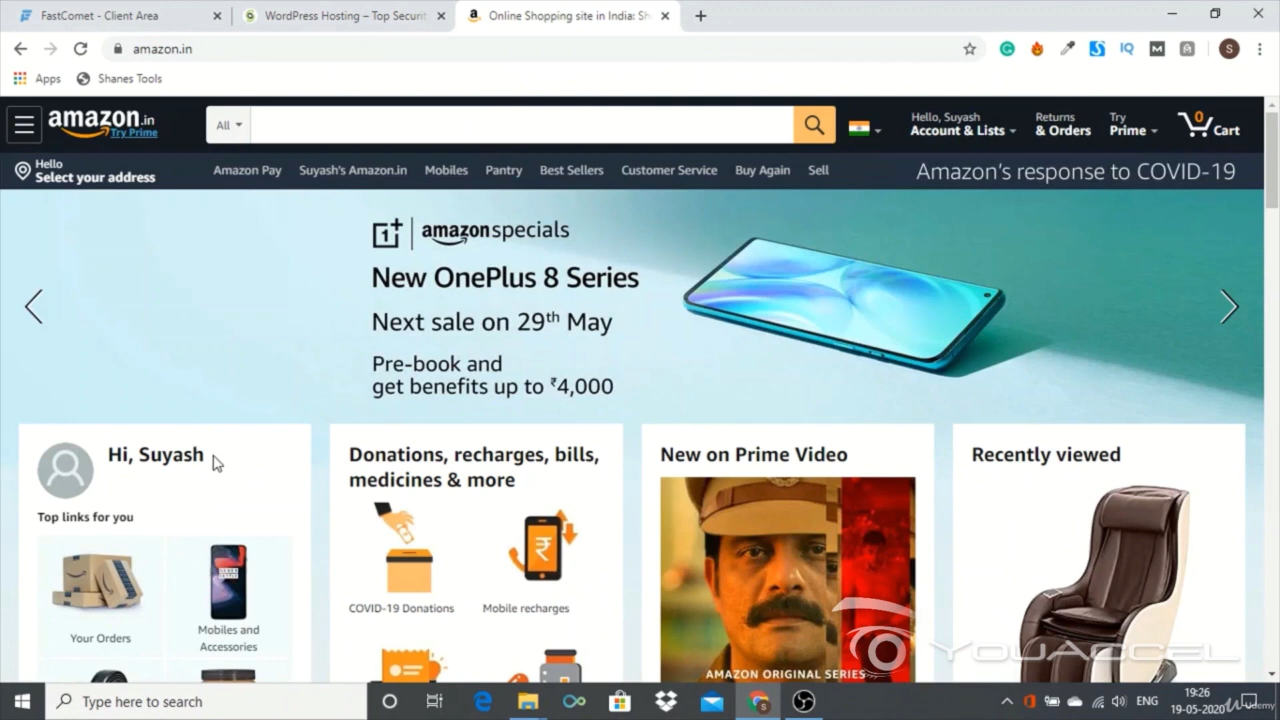 FastComet - Client Area
WordPress Hosting – Top Securit
Online Shopping site in India: Sh
amazon.in
Apps
Shanes Tools
amazon.in
Try Prime
All
Hello, Suyash
Account & Lists
Returns
& Orders
Try
Prime
0
Cart
Hello
Select your address
Amazon Pay
Suyash's Amazon.in
Mobiles
Pantry
Best Sellers
Customer Service
Buy Again
Sell
Amazon's response to COVID-19
1+ | amazon specials
New OnePlus 8 Series
Next sale on 29th May
Pre-book and
get benefits up to ₹4,000
Hi, Suyash
Top links for you
Your Orders
Mobiles and
Accessories
Donations, recharges, bills,
medicines & more
COVID-19 Donations
Mobile recharges
New on Prime Video
AMAZON ORIGINAL SERIES
Recently viewed
YOUACCEL
Type here to search
ENG
19:26
19-05-2020
Udemy